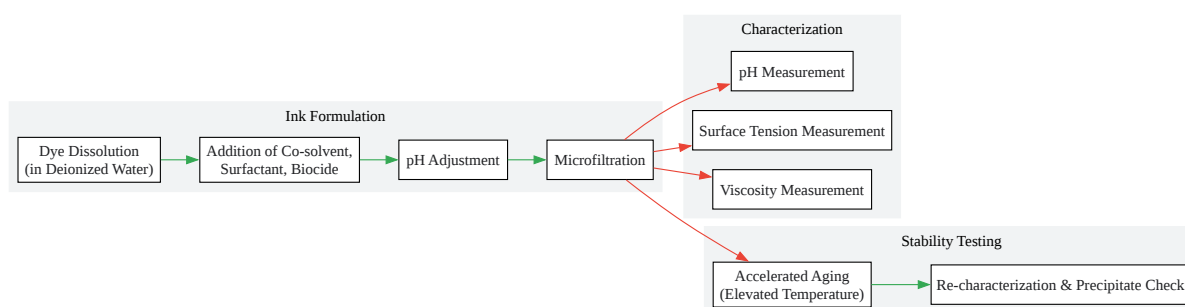 Ink Formulation
Dye Dissolution
(in Deionized Water)
Addition of Co-solvent,
Surfactant, Biocide
pH Adjustment
Microfiltration
Characterization
pH Measurement
Surface Tension Measurement
Viscosity Measurement
Stability Testing
Accelerated Aging
(Elevated Temperature)
Re-characterization & Precipitate Check